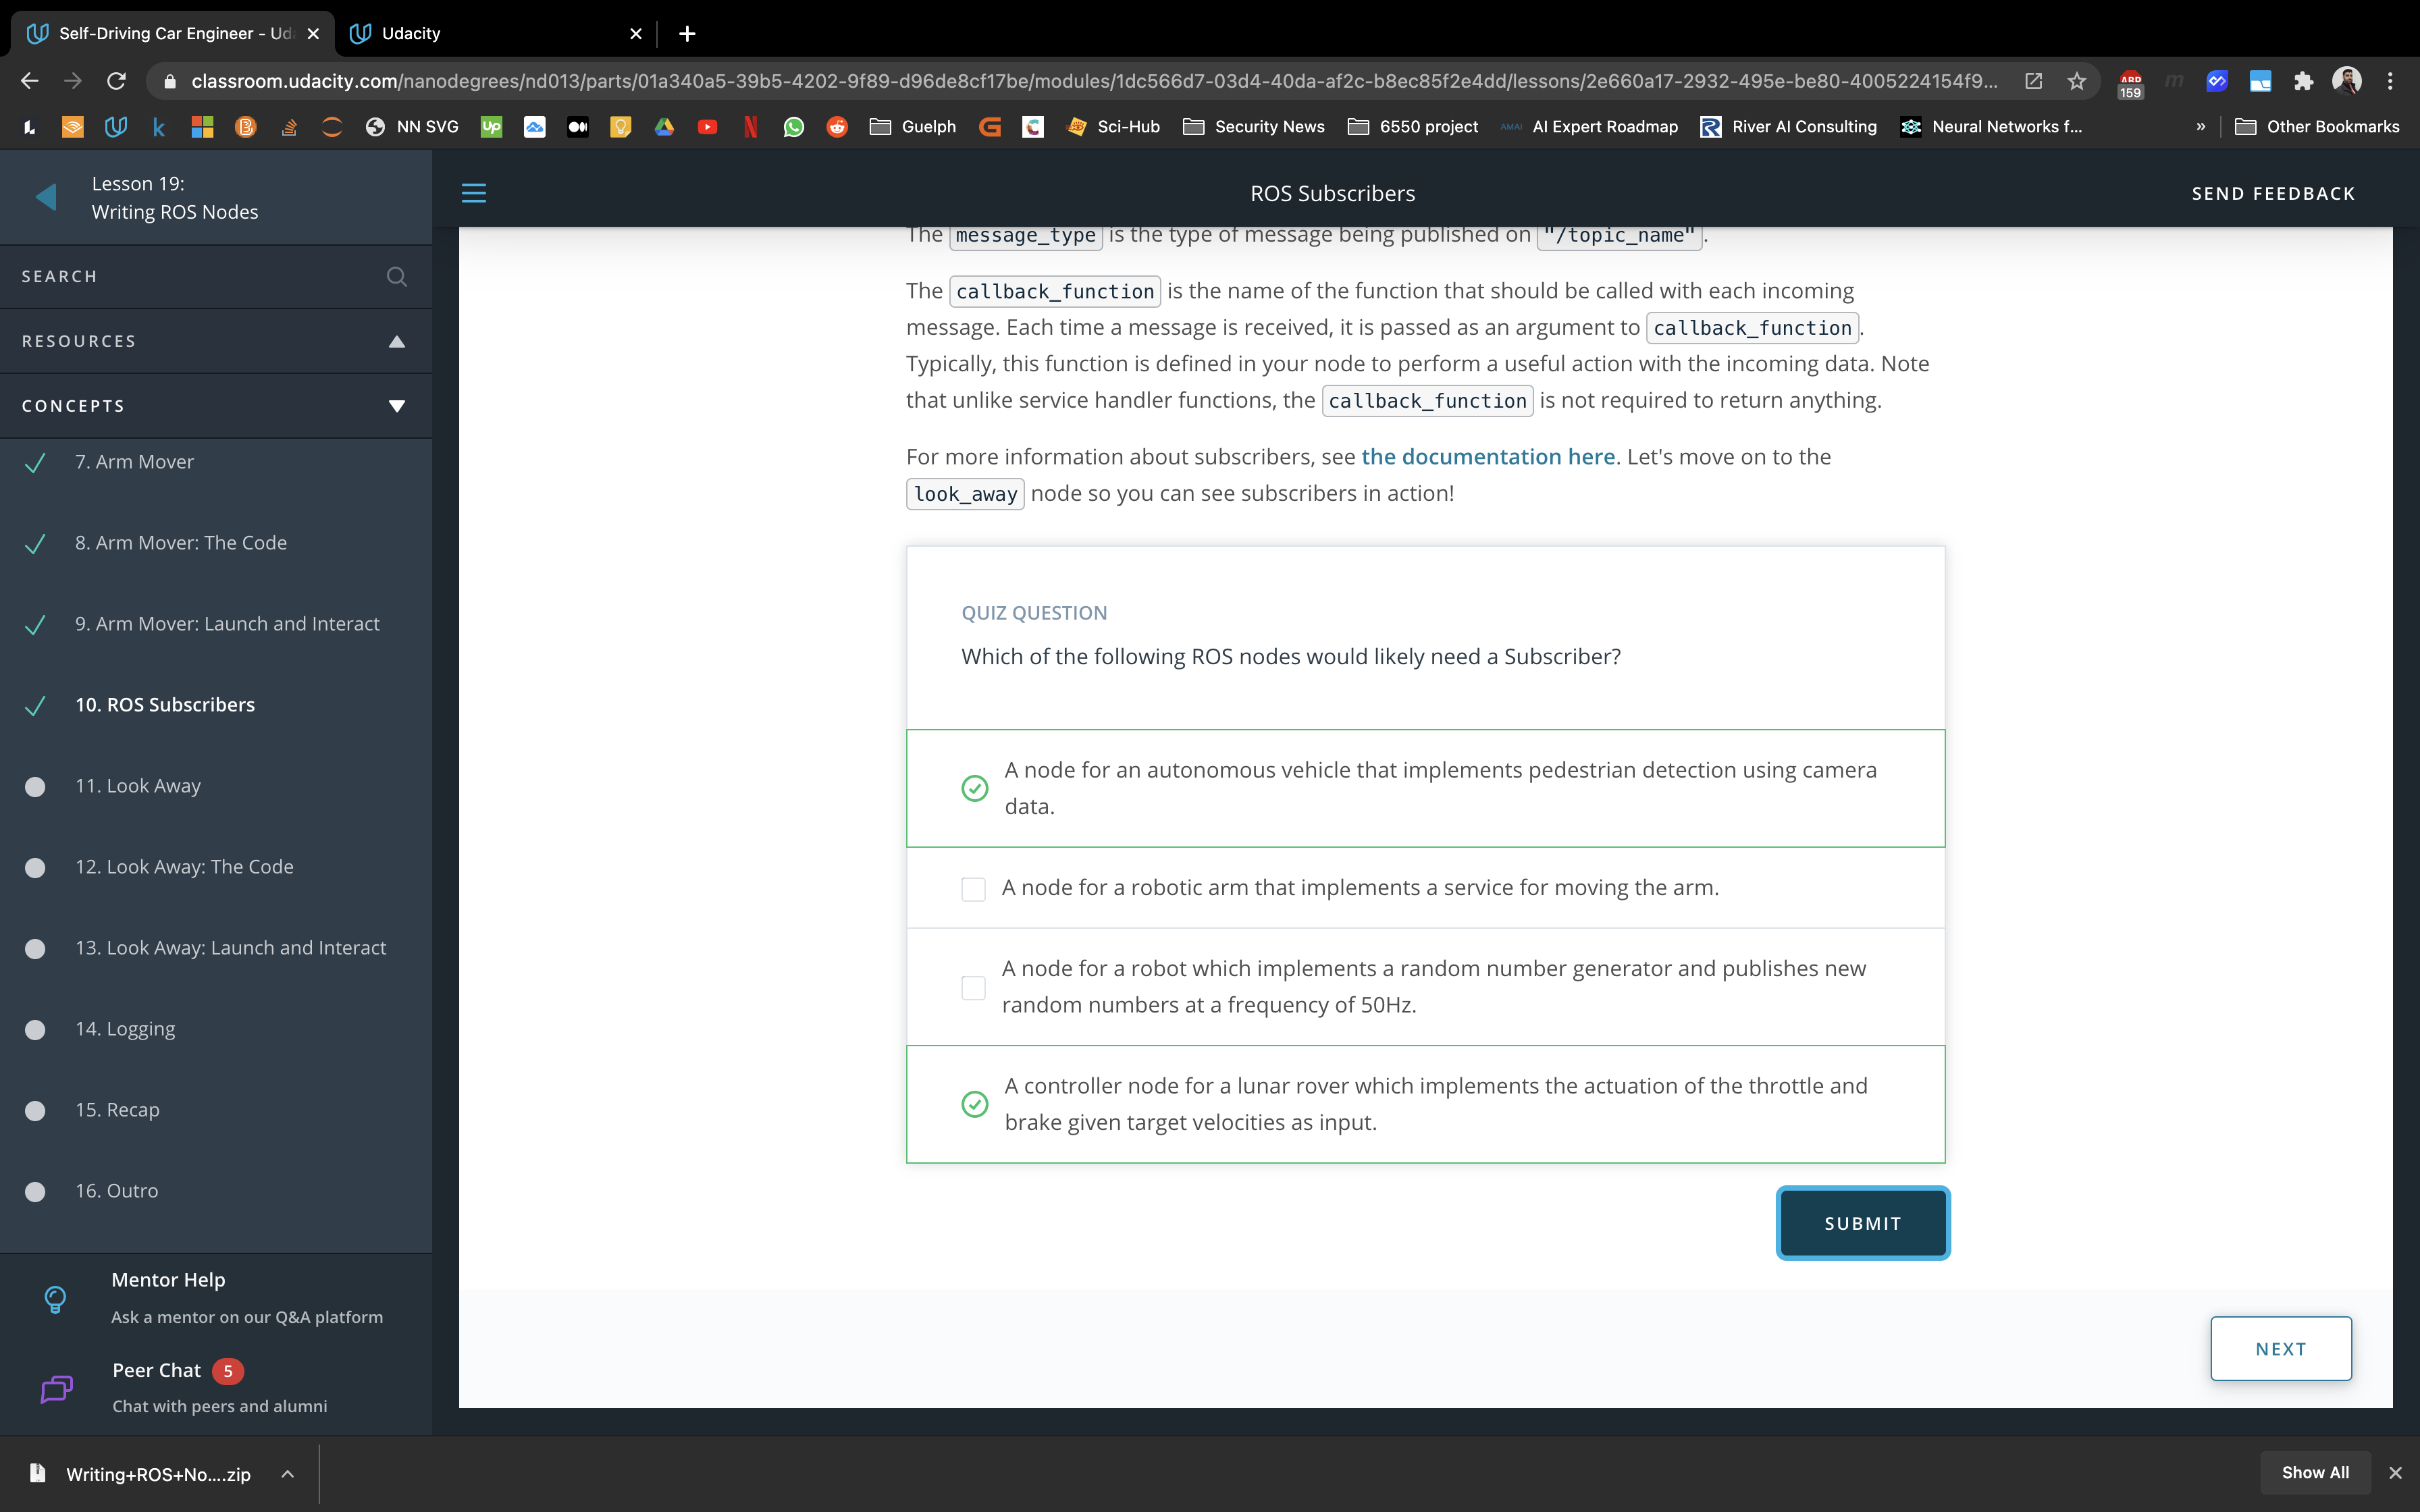 Self-Driving Car Engineer - Ud
Udacity
classroom.udacity.com/nanodegrees/nd013/parts/01a340a5-39b5-4202-9f89-d96de8cf17be/modules/1dc566d7-03d4-40da-af2c-b8ec85f2e4dd/lessons/2e660a17-2932-495e-be80-4005224154f9...
ABP
159
NN SVG
Up
Guelph
Sci-Hub
Security News
6550 project
AMAI
AI Expert Roadmap
River AI Consulting
Neural Networks f...
»
Other Bookmarks
Lesson 19:
Writing ROS Nodes
ROS Subscribers
SEND FEEDBACK
SEARCH
RESOURCES
CONCEPTS
7. Arm Mover
8. Arm Mover: The Code
9. Arm Mover: Launch and Interact
10. ROS Subscribers
11. Look Away
12. Look Away: The Code
13. Look Away: Launch and Interact
14. Logging
15. Recap
16. Outro
Mentor Help
Ask a mentor on our Q&A platform
Peer Chat 5
Chat with peers and alumni
The message_type is the type of message being published on "/topic_name".
The callback_function is the name of the function that should be called with each incoming
message. Each time a message is received, it is passed as an argument to callback_function.
Typically, this function is defined in your node to perform a useful action with the incoming data. Note
that unlike service handler functions, the callback_function is not required to return anything.
For more information about subscribers, see the documentation here. Let's move on to the
look_away node so you can see subscribers in action!
QUIZ QUESTION
Which of the following ROS nodes would likely need a Subscriber?
A node for an autonomous vehicle that implements pedestrian detection using camera
data.
A node for a robotic arm that implements a service for moving the arm.
A node for a robot which implements a random number generator and publishes new
random numbers at a frequency of 50Hz.
A controller node for a lunar rover which implements the actuation of the throttle and
brake given target velocities as input.
SUBMIT
NEXT
Writing+ROS+No....zip
Show All